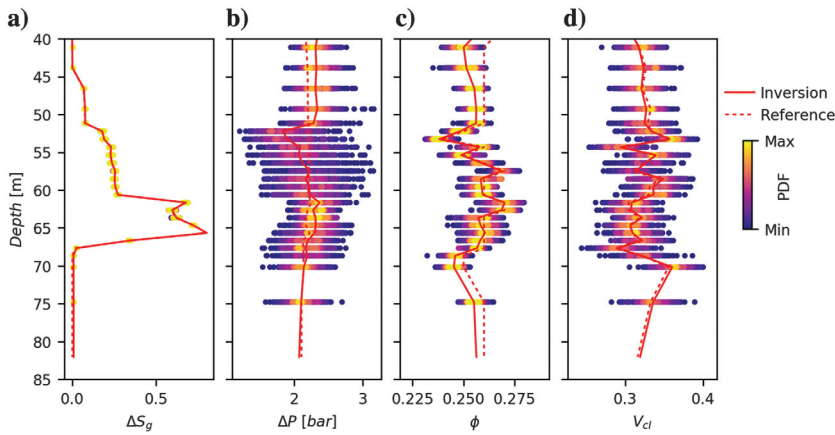 a) b) c) d)
40
45
50
55
60
65
70
75
80
85
Depth [m]
0.0 0.5
ΔS_g
2 3
ΔP [bar]
0.225 0.250 0.275
ϕ
0.3 0.4
V_cl
Inversion
Reference
Max
PDF
Min